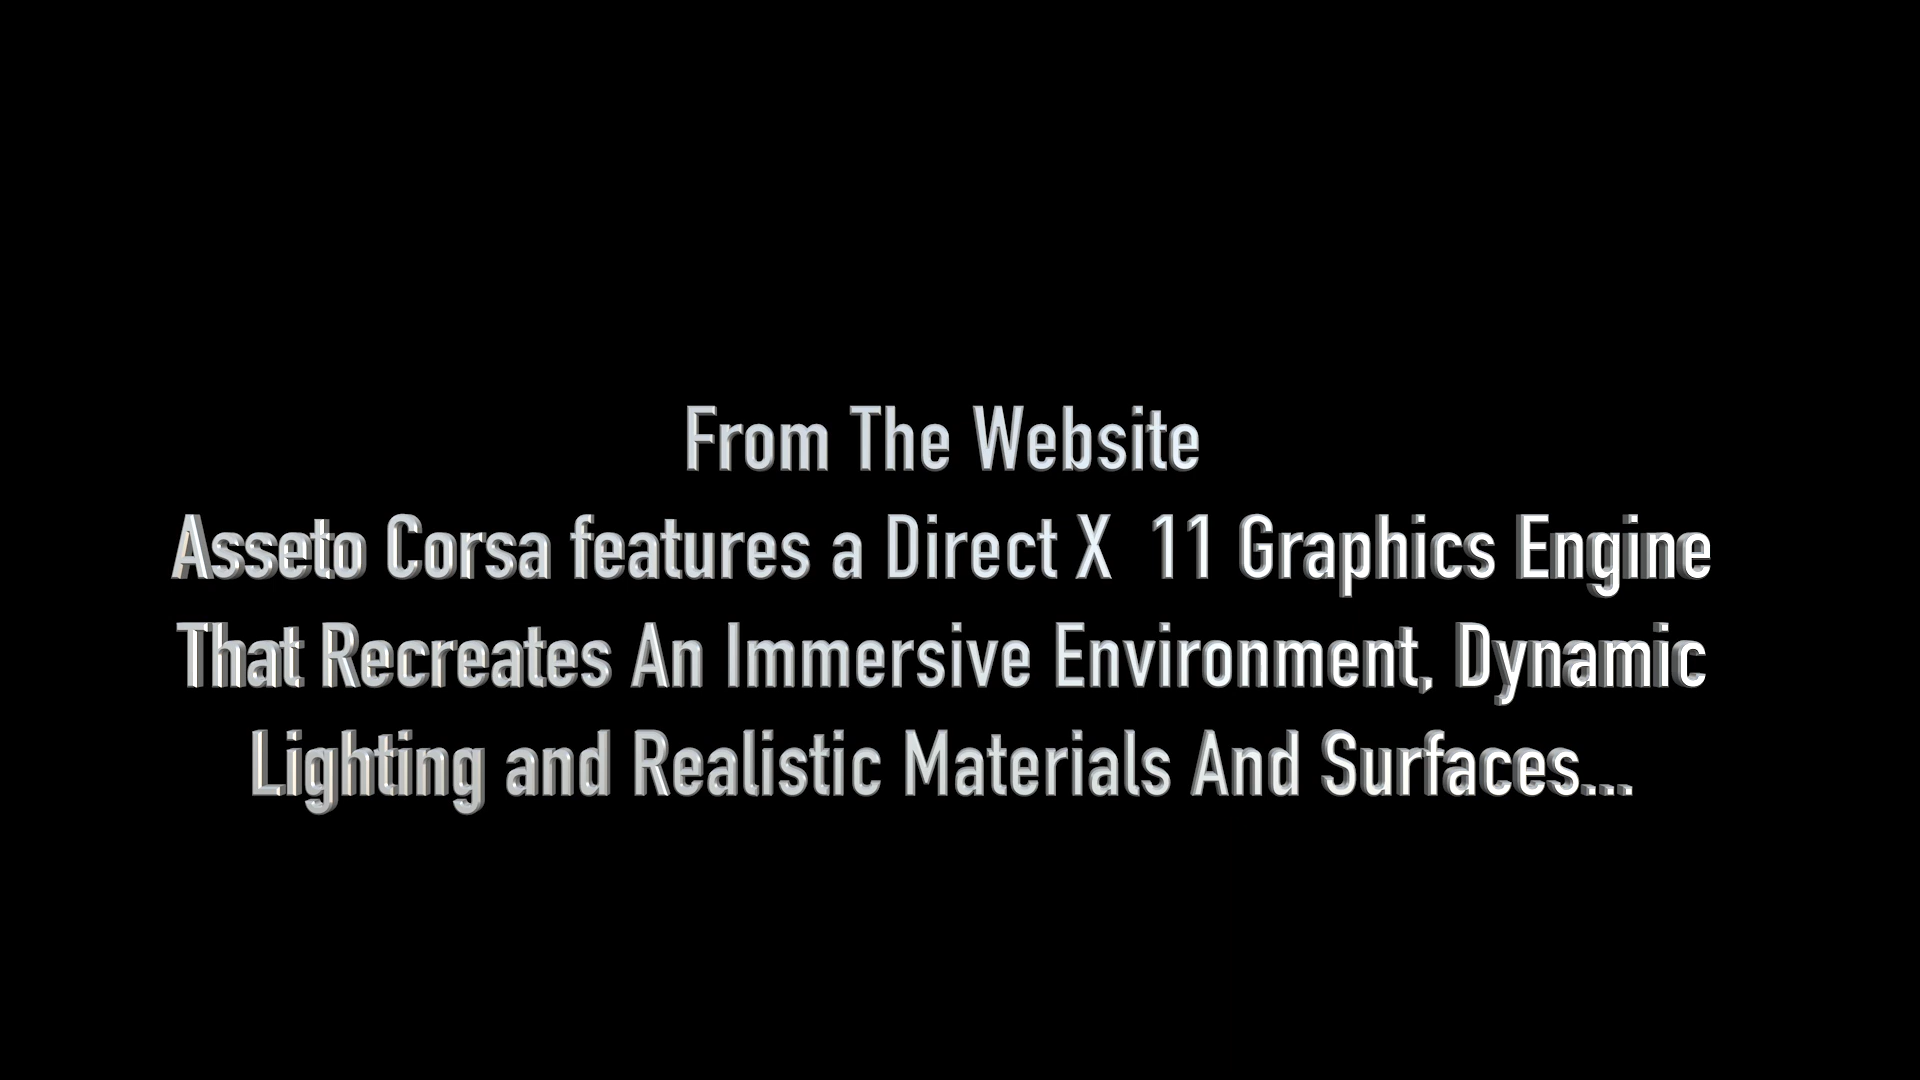 From The Website
Asseto Corsa features a Direct X  11 Graphics Engine
That Recreates An Immersive Environment, Dynamic
Lighting and Realistic Materials And Surfaces...